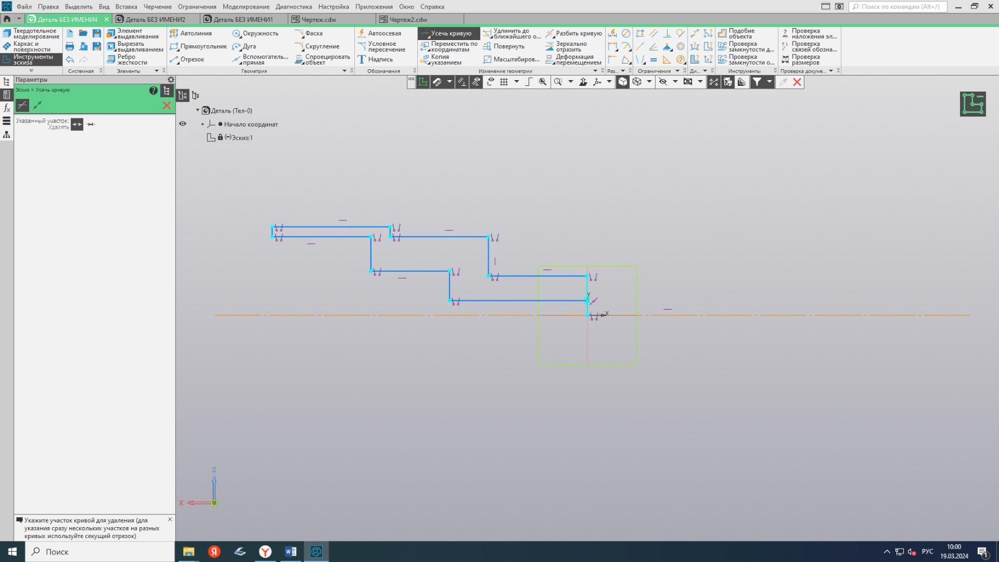 Файл Правка Выделить Вид Вставка Черчение Ограничения Моделирование Диагностика Настройка Приложения Окно Справка
Поиск по командам (Alt+/)
Деталь БЕЗ ИМЕНИ4 Деталь БЕЗ ИМЕНИ2 Деталь БЕЗ ИМЕНИ1 Чертеж.cdw Чертеж2.cdw
Твердотельное
моделирование
Каркас и
поверхности
Инструменты
эскиза
Системная
Элемент
выдавливания
Вырезать
выдавливанием
Ребро
жесткости
Элементы
Автолиния
Прямоугольник
Отрезок
Окружность
Дуга
Вспомогатель...
прямая
Фаска
Скругление
Спроецировать
объект
Геометрия
Автоосевая
Условное
пересечение
Надпись
Обозначения
Усечь кривую
Переместить по
координатам
Копия
указанием
Удлинить до
ближайшего о...
Повернуть
Масштабиров...
Разбить кривую
Зеркально
отразить
Деформация
перемещением
Изменение геометрии
Раз...
Ограничения
Ди...
Подобие
объекта
Проверка
замкнутости д...
Проверка
замкнутости о...
Инструменты
Проверка
наложения эл...
Проверка
связей обозна...
Проверка
размеров
Проверка докуме...
Параметры
Эскиз > Усечь кривую
Указанный участок:
Удалять
Деталь (Тел-0)
Начало координат
(−)Эскиз:1
Y
X
Z
X
Укажите участок кривой для удаления (для
указания сразу нескольких участков на разных
кривых используйте секущий отрезок)
Поиск
РУС
10:00
19.03.2024
1